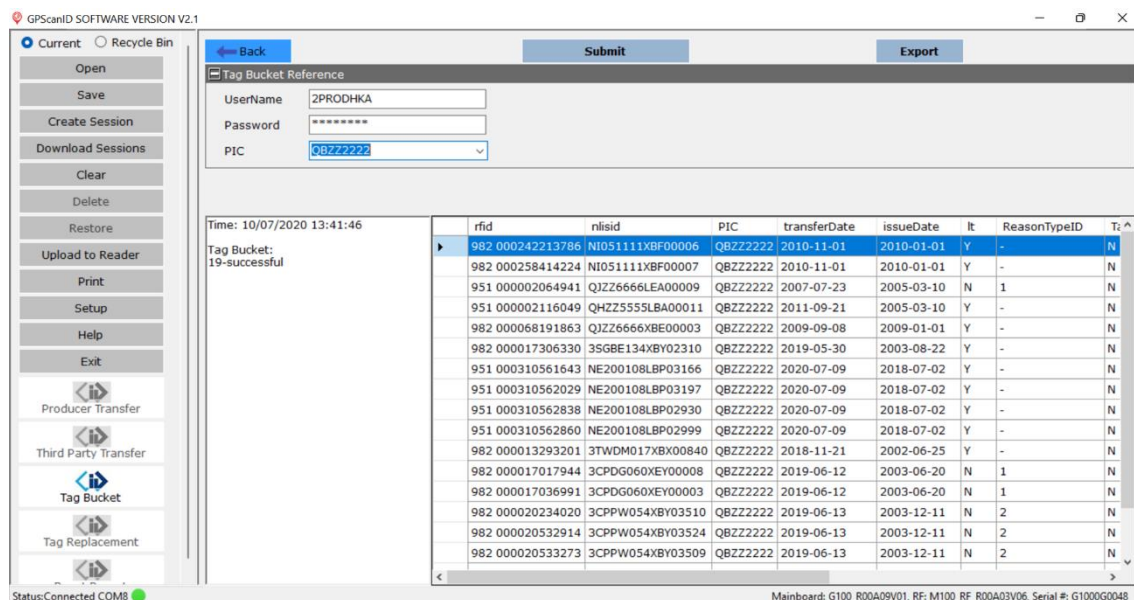 GPScanID SOFTWARE VERSION V2.1
Current Recycle Bin
Open
Save
Create Session
Download Sessions
Clear
Delete
Restore
Upload to Reader
Print
Setup
Help
Exit
Producer Transfer
Third Party Transfer
Tag Bucket
Tag Replacement
Back Submit Export
Tag Bucket Reference
UserName 2PRODHKA
Password ********
PIC QBZZ2222
Time: 10/07/2020 13:41:46
Tag Bucket:
19-successful
rfid nlisid PIC transferDate issueDate lt ReasonTypeID
982 000242213786 NI051111XBF00006 QBZZ2222 2010-11-01 2010-01-01 Y - N
982 000258414224 NI051111XBF00007 QBZZ2222 2010-11-01 2010-01-01 Y - N
951 000002064941 QJZZ6666LEA00009 QBZZ2222 2007-07-23 2005-03-10 N 1 N
951 000002116049 QHZZ5555LBA00011 QBZZ2222 2011-09-21 2005-03-10 Y - N
982 000068191863 QJZZ6666XBE00003 QBZZ2222 2009-09-08 2009-01-01 Y - N
982 000017306330 3SGBE134XBY02310 QBZZ2222 2019-05-30 2003-08-22 Y - N
951 000310561643 NE200108LBP03166 QBZZ2222 2020-07-09 2018-07-02 Y - N
951 000310562029 NE200108LBP03197 QBZZ2222 2020-07-09 2018-07-02 Y - N
951 000310562838 NE200108LBP02930 QBZZ2222 2020-07-09 2018-07-02 Y - N
951 000310562860 NE200108LBP02999 QBZZ2222 2020-07-09 2018-07-02 Y - N
982 000013293201 3TWDM017XBX00840 QBZZ2222 2018-11-21 2002-06-25 Y - N
982 000017017944 3CPDG060XEY00008 QBZZ2222 2019-06-12 2003-06-20 N 1 N
982 000017036991 3CPDG060XEY00003 QBZZ2222 2019-06-12 2003-06-20 N 1 N
982 000020234020 3CPPW054XBY03510 QBZZ2222 2019-06-13 2003-12-11 N 2 N
982 000020532914 3CPPW054XBY03524 QBZZ2222 2019-06-13 2003-12-11 N 2 N
982 000020533273 3CPPW054XBY03509 QBZZ2222 2019-06-13 2003-12-11 N 2 N
Status:Connected COM8 Mainboard: G100_R00A09V01, RF: M100_RF_R00A03V06, Serial #: G1000G0048